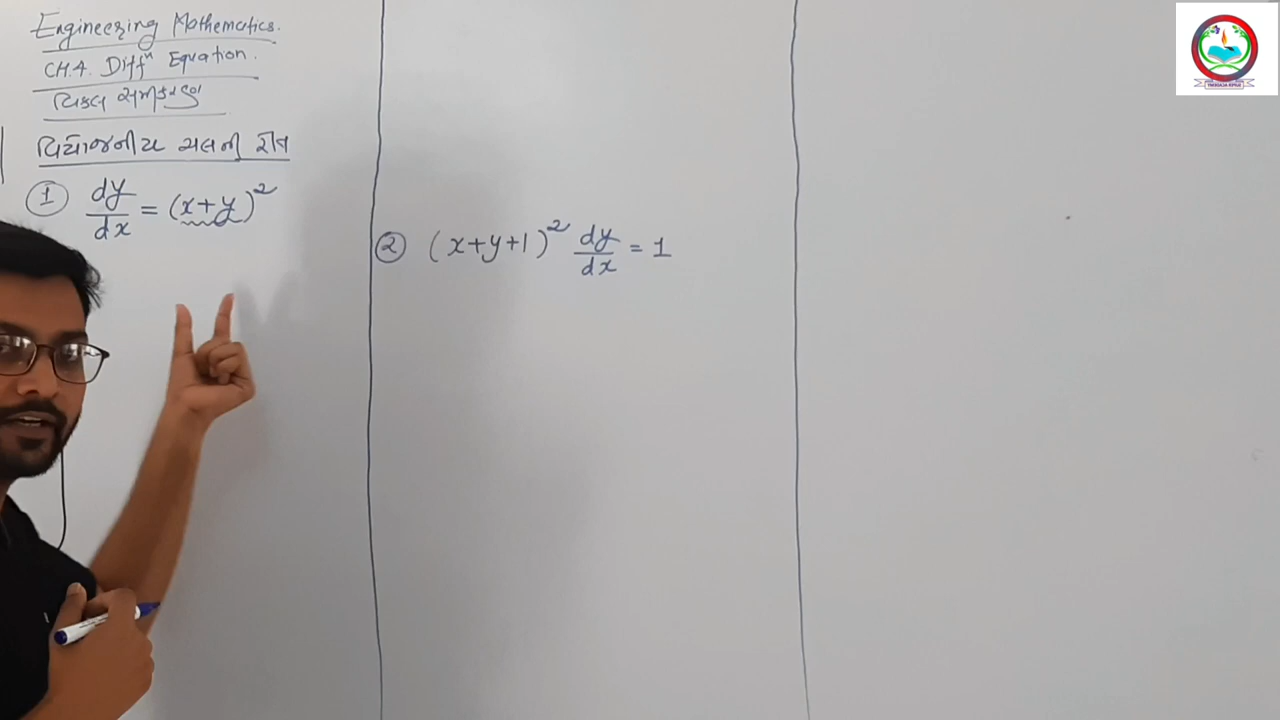 Engineering Mathematics.
CH.4. Diffⁿ Equation.
વિકલ સમીકરણ
વિયોજનીય ચલની રીત
① dy/dx = (x+y)²
② (x+y+1)² dy/dx = 1